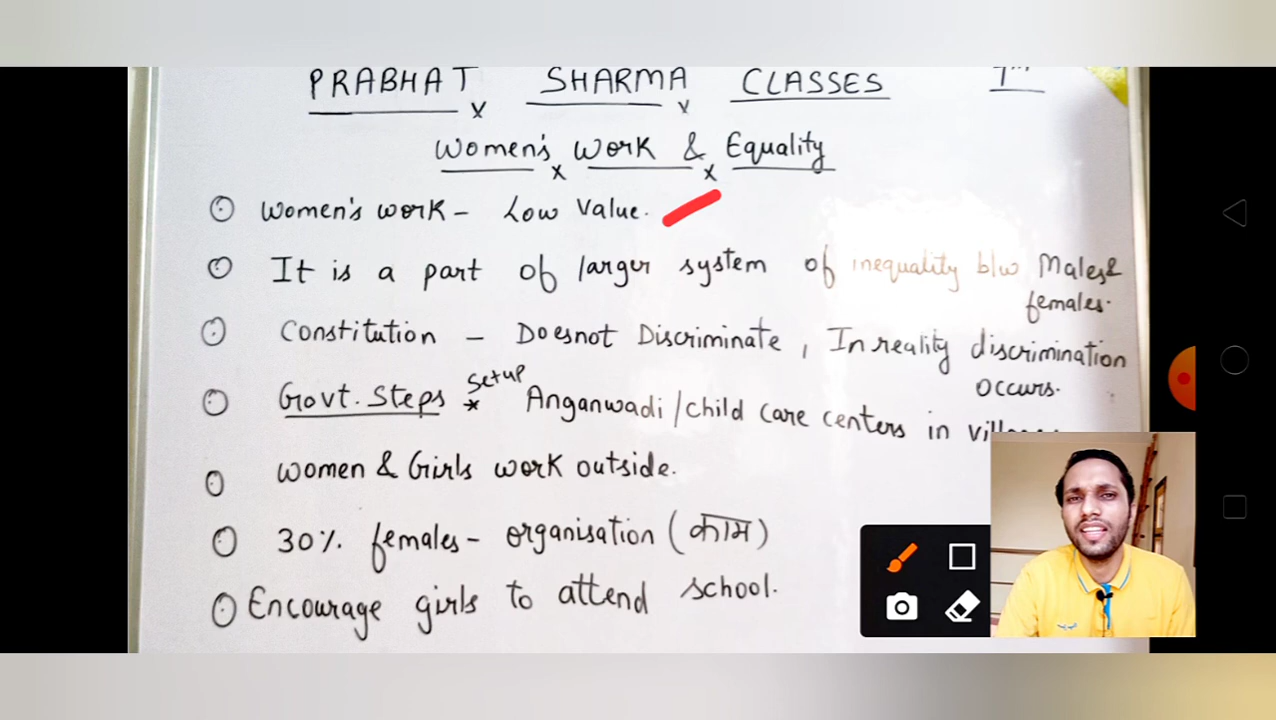 PRABHAT SHARMA CLASSES 7th
Women's Work & Equality
Women's work - Low Value.
It is a part of larger system of inequality b/w Males &
females.
Constitution - Doesnot Discriminate, In reality discrimination
occurs.
Govt. Steps * Setup Anganwadi/child care centers in
women & Girls work outside.
30% females - organisation (काम)
Encourage girls to attend school.